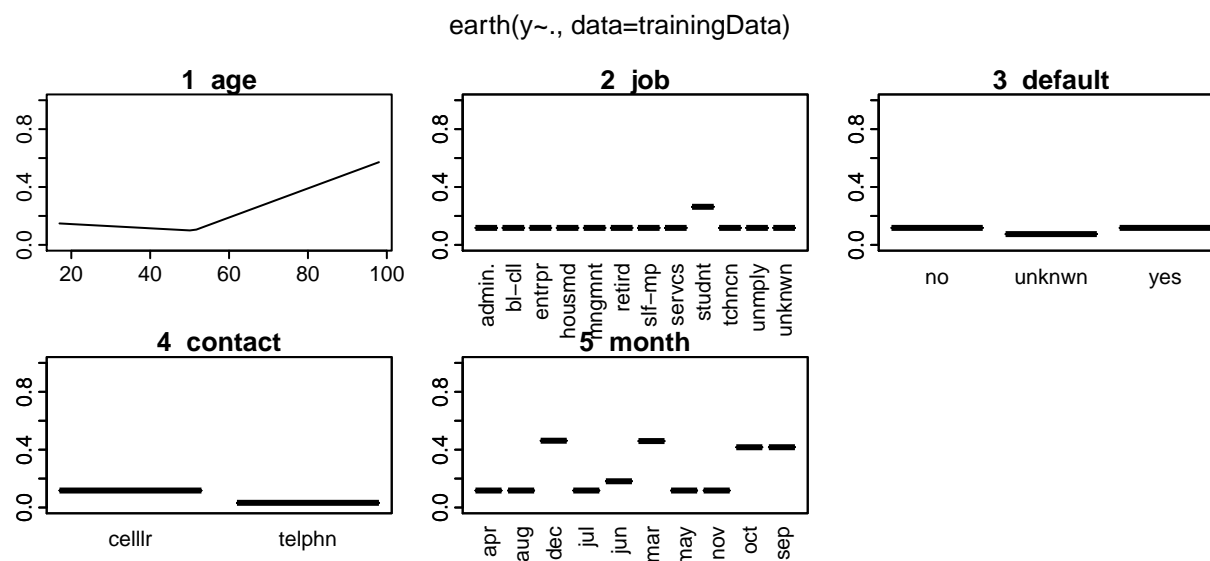 earth(y~., data=trainingData)
1 age
0.0 0.4 0.8
20 40 60 80 100
2 job
0.0 0.4 0.8
admin. bl−cll entrpr housmd mngmnt retird slf−mp servcs studnt tchncn unmply unknwn
3 default
0.0 0.4 0.8
no unknwn yes
4 contact
0.0 0.4 0.8
celllr telphn
5 month
0.0 0.4 0.8
apr aug dec jul jun mar may nov oct sep